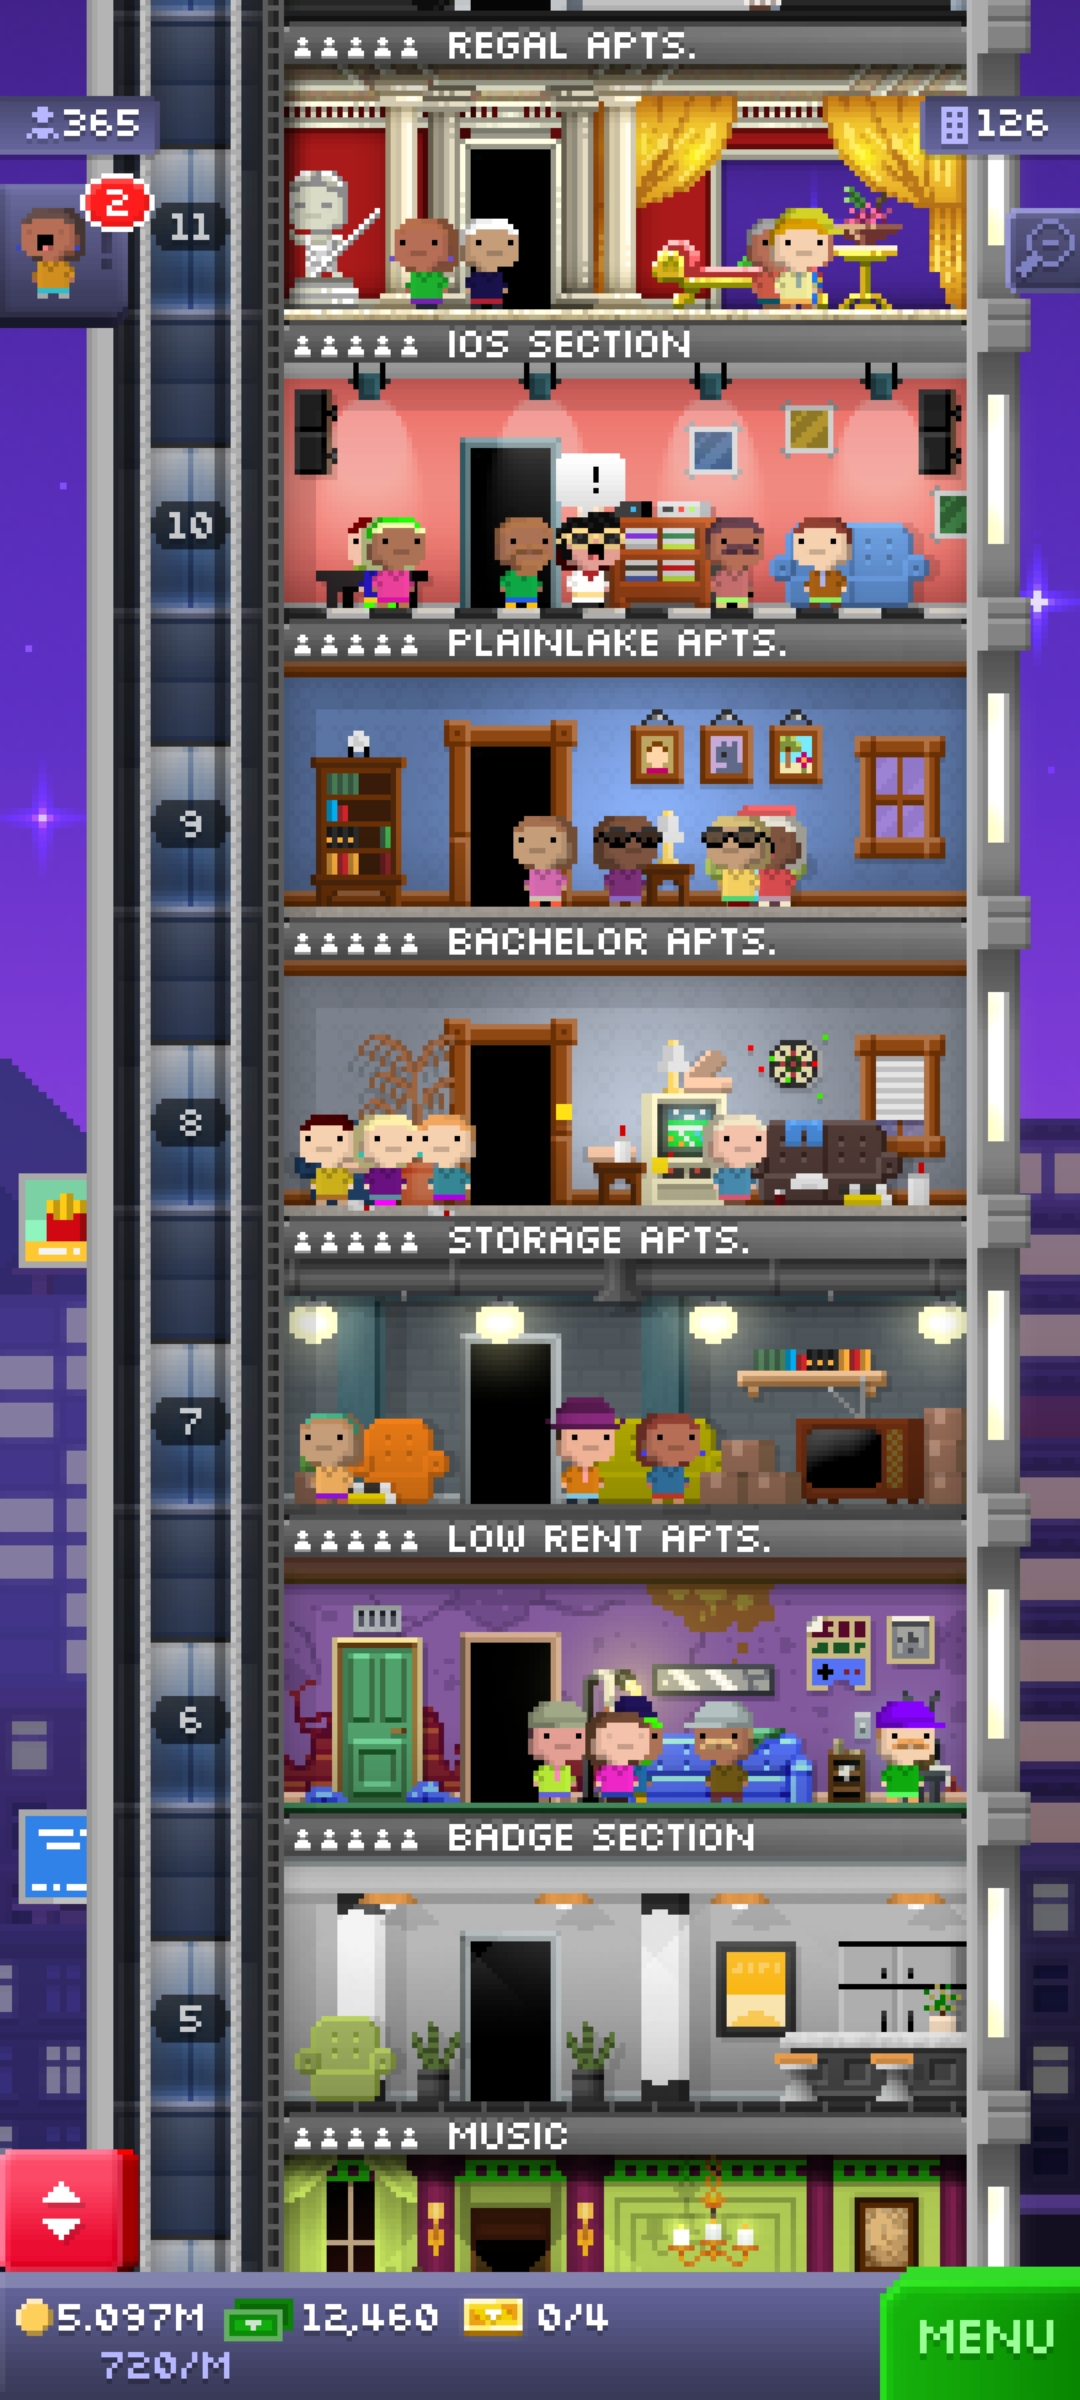 REGAL APTS.
365
126
2
11
!
IOS SECTION
10
!
PLAINLAKE APTS.
9
BACHELOR APTS.
8
STORAGE APTS.
7
LOW RENT APTS.
6
BADGE SECTION
5
MUSIC
5.097M 12,460 0/4
720/M
MENU